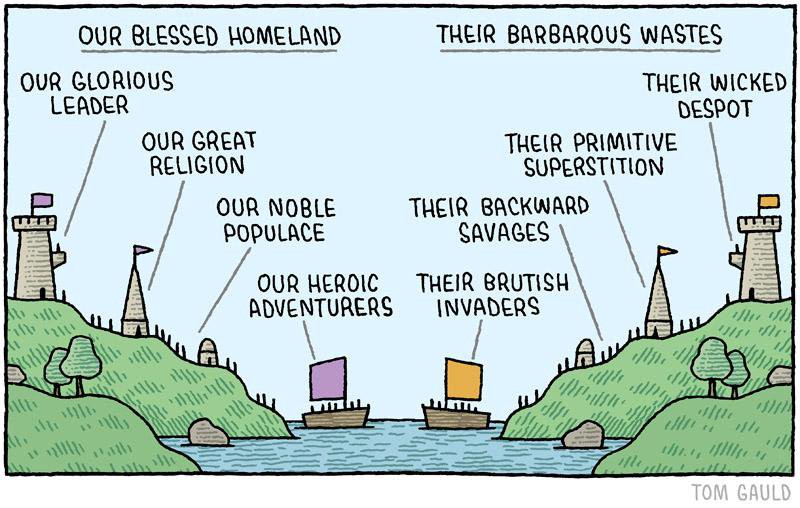 OUR BLESSED HOMELAND
THEIR BARBAROUS WASTES
OUR GLORIOUS
LEADER
THEIR WICKED
DESPOT
OUR GREAT
RELIGION
THEIR PRIMITIVE
SUPERSTITION
OUR NOBLE
POPULACE
THEIR BACKWARD
SAVAGES
OUR HEROIC
ADVENTURERS
THEIR BRUTISH
INVADERS
TOM GAULD